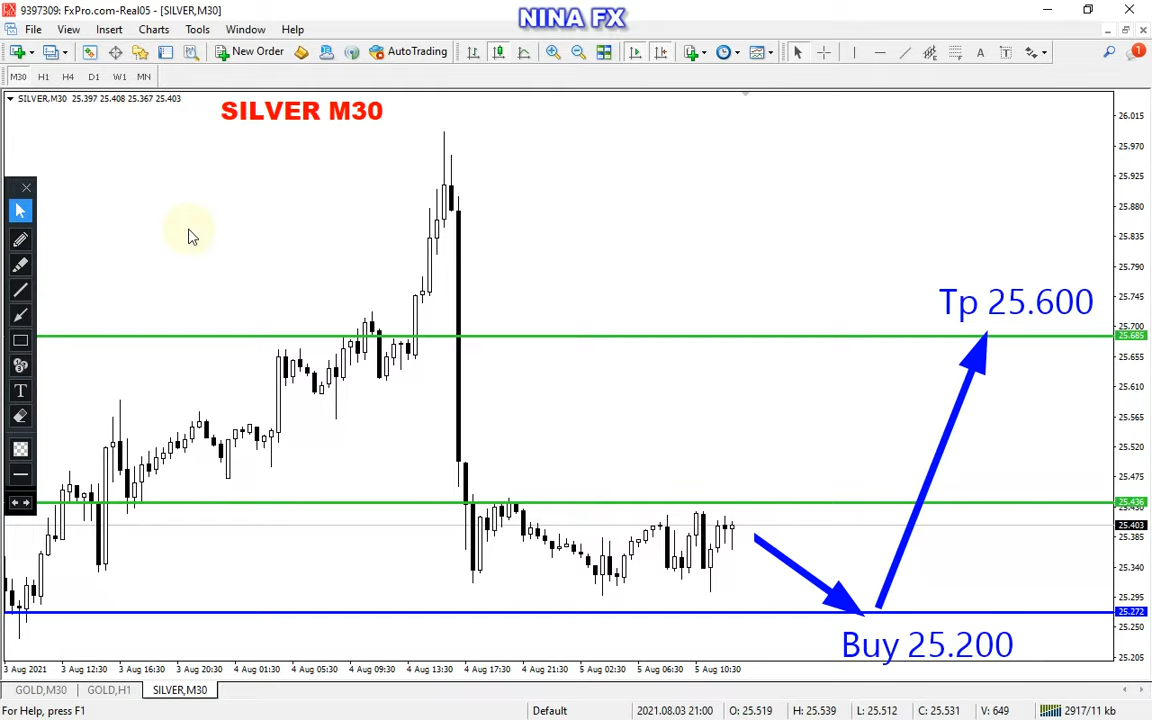 9397309: FxPro.com-Real05 - [SILVER,M30]
NINA FX
File View Insert Charts Tools Window Help
New Order AutoTrading
1
M30 H1 H4 D1 W1 MN
SILVER,M30 25.397 25.408 25.367 25.403
SILVER M30
26.015
25.970
25.925
25.880
25.835
25.790
25.745
Tp 25.600
25.700
25.685
25.655
25.610
25.565
25.520
25.475
25.436
25.430
25.403
25.385
25.340
25.295
25.272
25.250
Buy 25.200
25.205
3 Aug 2021 3 Aug 12:30 3 Aug 16:30 3 Aug 20:30 4 Aug 01:30 4 Aug 05:30 4 Aug 09:30 4 Aug 13:30 4 Aug 17:30 4 Aug 21:30 5 Aug 02:30 5 Aug 06:30 5 Aug 10:30
GOLD,M30 GOLD,H1 SILVER,M30
For Help, press F1 Default 2021.08.03 21:00 O: 25.519 H: 25.539 L: 25.512 C: 25.531 V: 649 2917/11 kb